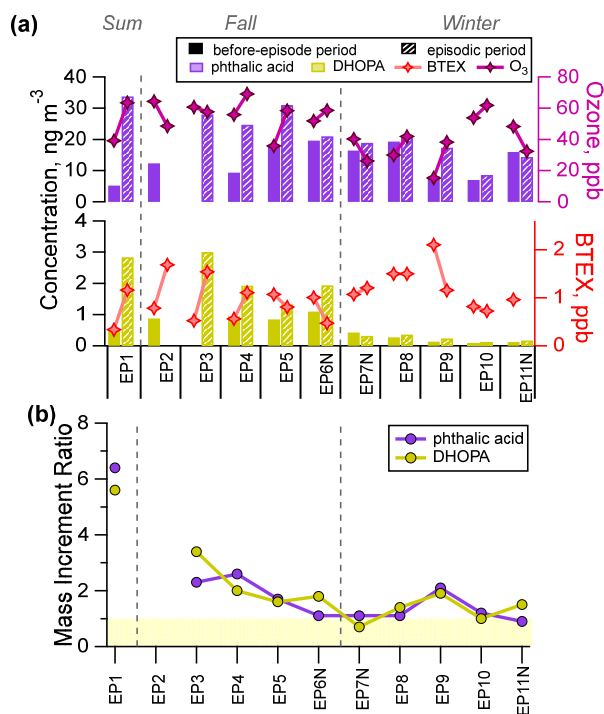 Sum Fall Winter
(a)
before-episode period episodic period
phthalic acid DHOPA BTEX O3
40 30 20 10 0
Concentration, ng m-3
80 60 40 20 0
Ozone, ppb
4 3 2 1 0
2 1 0
BTEX, ppb
EP1 EP2 EP3 EP4 EP5 EP6N EP7N EP8 EP9 EP10 EP11N
(b)
8 6 4 2 0
Mass Increment Ratio
phthalic acid
DHOPA
EP1 EP2 EP3 EP4 EP5 EP6N EP7N EP8 EP9 EP10 EP11N